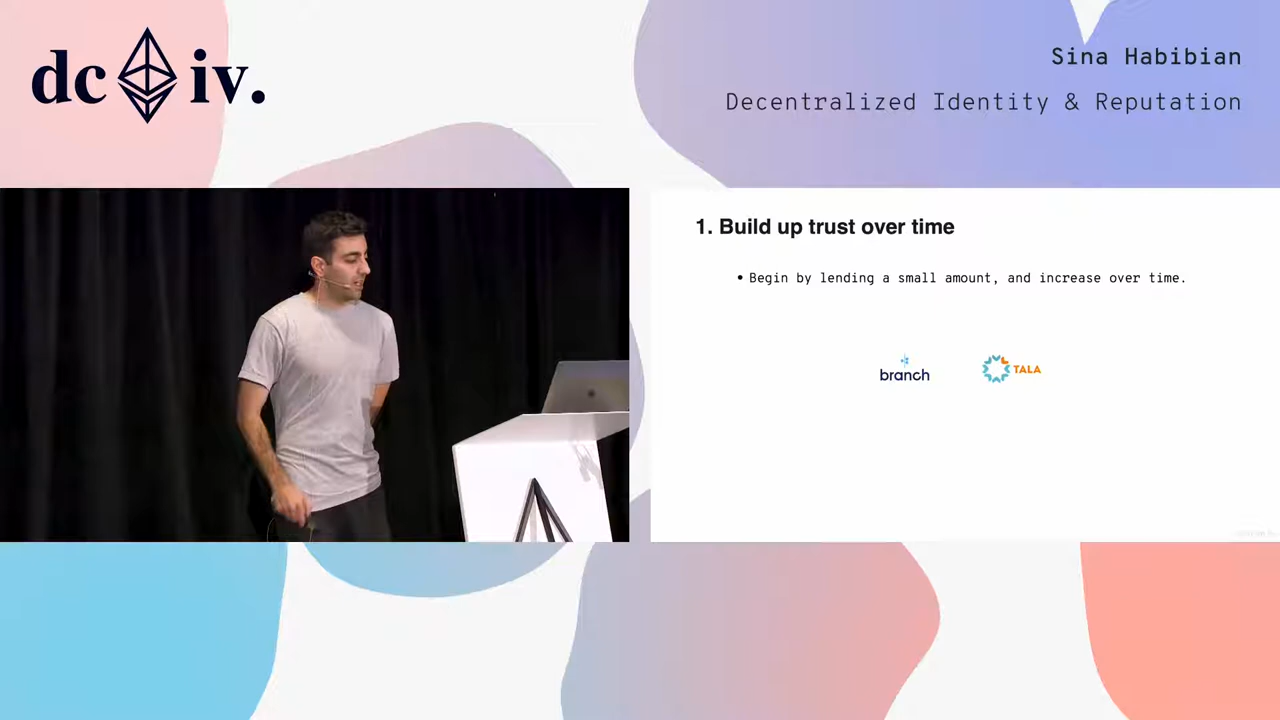 dc iv.
Sina Habibian
Decentralized Identity & Reputation
1. Build up trust over time
• Begin by lending a small amount, and increase over time.
branch
TALA